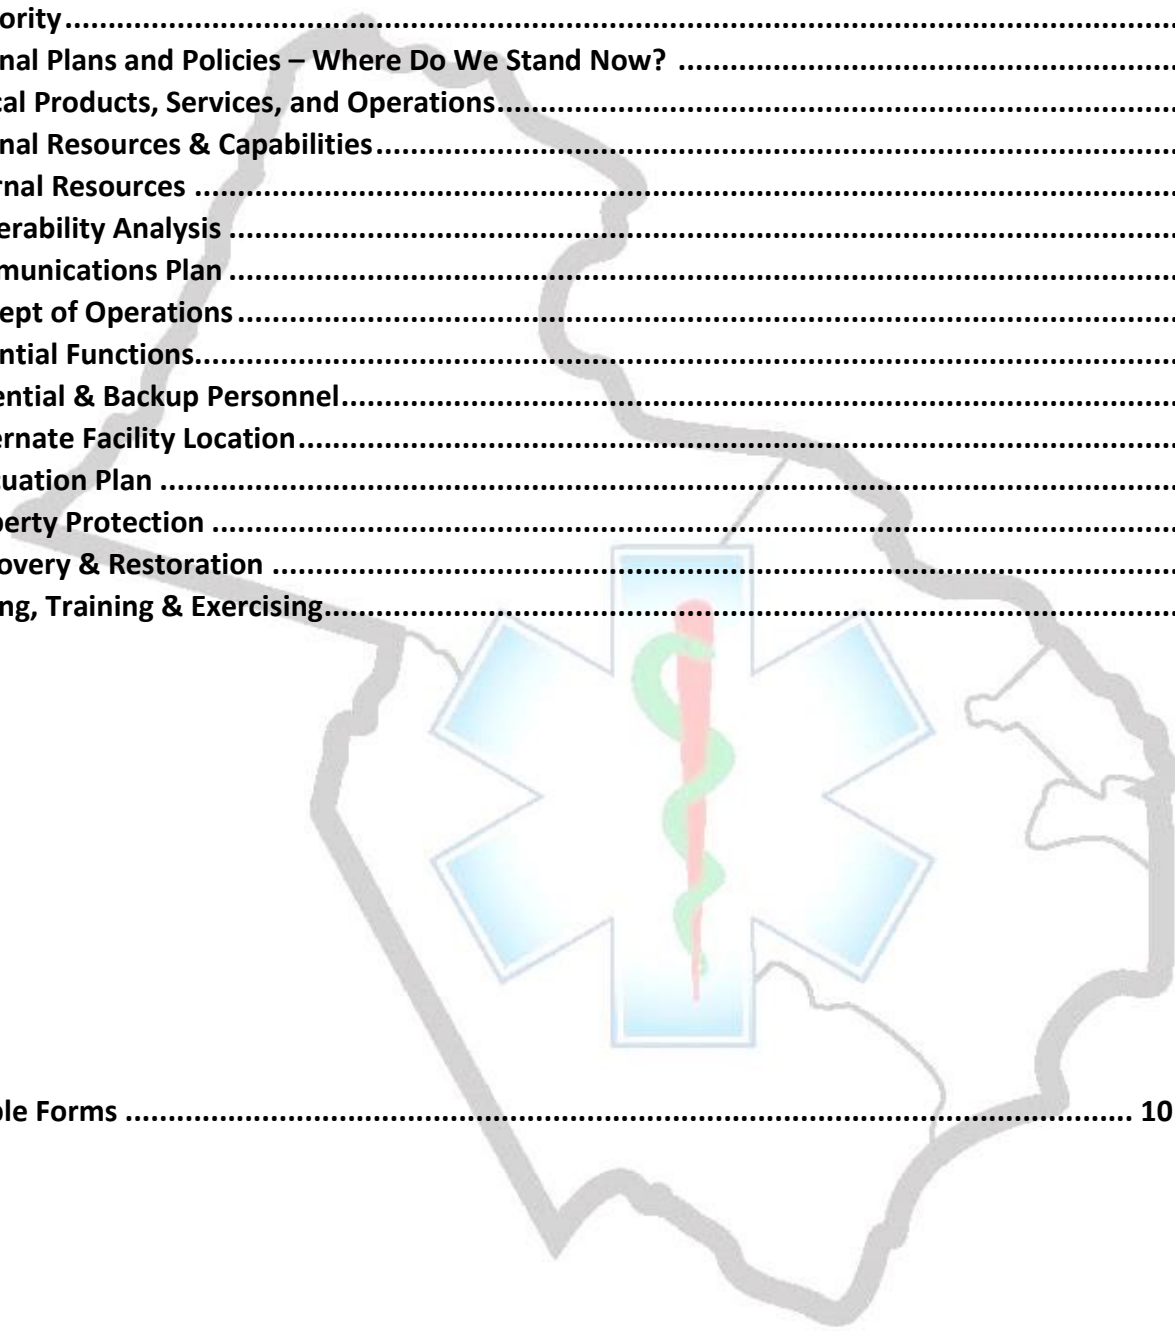 ority....................
nal Plans and Policies – Where Do We Stand Now? ....................
cal Products, Services, and Operations....................
nal Resources & Capabilities....................
rnal Resources ....................
erability Analysis ....................
munications Plan ....................
ept of Operations ....................
ntial Functions....................
ential & Backup Personnel....................
ernate Facility Location....................
cuation Plan ....................
perty Protection ....................
overy & Restoration ....................
ng, Training & Exercising....................
ple Forms .................... 10